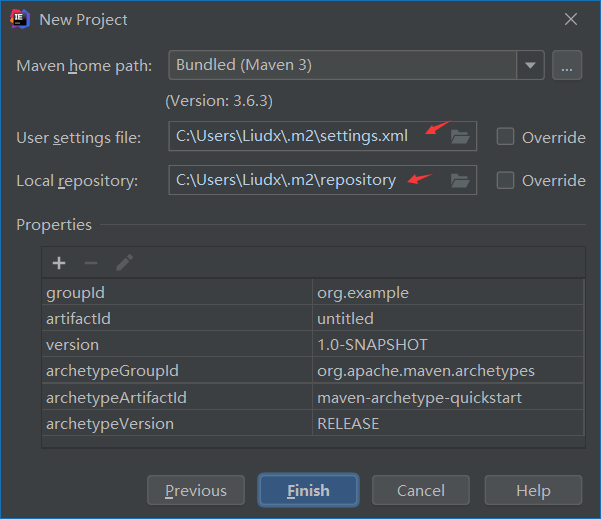 New Project
Maven home path: Bundled (Maven 3) ...
(Version: 3.6.3)
User settings file: C:\Users\Liudx\.m2\settings.xml Override
Local repository: C:\Users\Liudx\.m2\repository Override
Properties
groupId org.example
artifactId untitled
version 1.0-SNAPSHOT
archetypeGroupId org.apache.maven.archetypes
archetypeArtifactId maven-archetype-quickstart
archetypeVersion RELEASE
Previous Finish Cancel Help